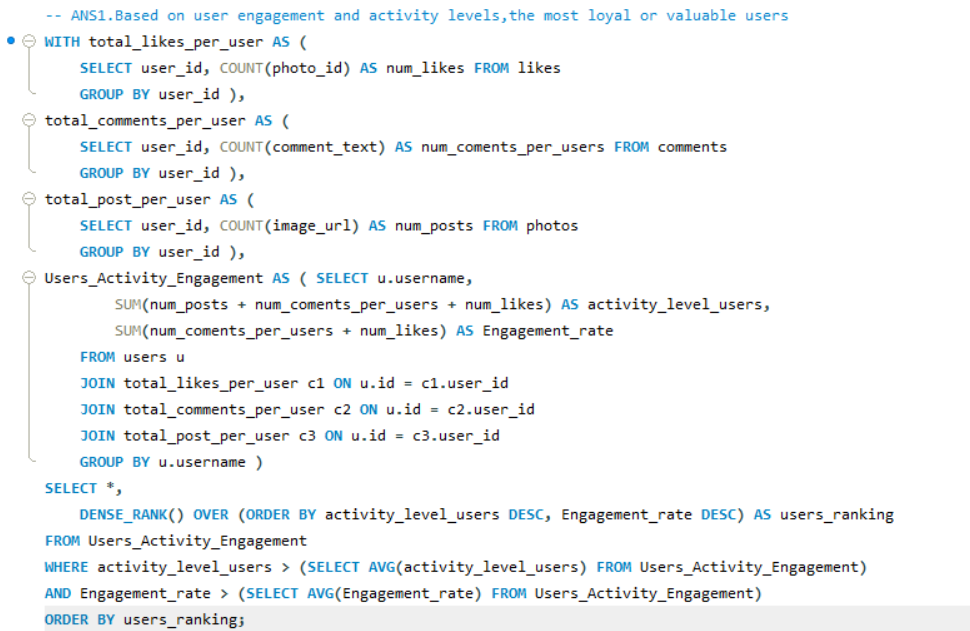 -- ANS1.Based on user engagement and activity levels,the most loyal or valuable users
WITH total_likes_per_user AS (
SELECT user_id, COUNT(photo_id) AS num_likes FROM likes
GROUP BY user_id ),
total_comments_per_user AS (
SELECT user_id, COUNT(comment_text) AS num_coments_per_users FROM comments
GROUP BY user_id ),
total_post_per_user AS (
SELECT user_id, COUNT(image_url) AS num_posts FROM photos
GROUP BY user_id ),
Users_Activity_Engagement AS ( SELECT u.username,
SUM(num_posts + num_coments_per_users + num_likes) AS activity_level_users,
SUM(num_coments_per_users + num_likes) AS Engagement_rate
FROM users u
JOIN total_likes_per_user c1 ON u.id = c1.user_id
JOIN total_comments_per_user c2 ON u.id = c2.user_id
JOIN total_post_per_user c3 ON u.id = c3.user_id
GROUP BY u.username )
SELECT *,
DENSE_RANK() OVER (ORDER BY activity_level_users DESC, Engagement_rate DESC) AS users_ranking
FROM Users_Activity_Engagement
WHERE activity_level_users > (SELECT AVG(activity_level_users) FROM Users_Activity_Engagement)
AND Engagement_rate > (SELECT AVG(Engagement_rate) FROM Users_Activity_Engagement)
ORDER BY users_ranking;